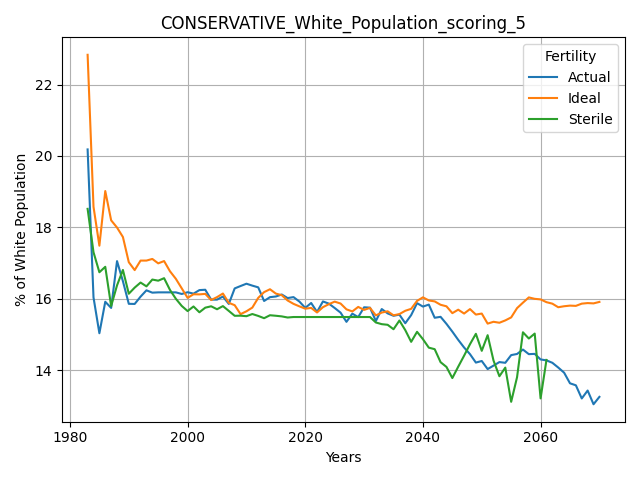 CONSERVATIVE_White_Population_scoring_5
Fertility
Actual
Ideal
Sterile
% of White Population
22
20
18
16
14
1980
2000
2020
2040
2060
Years